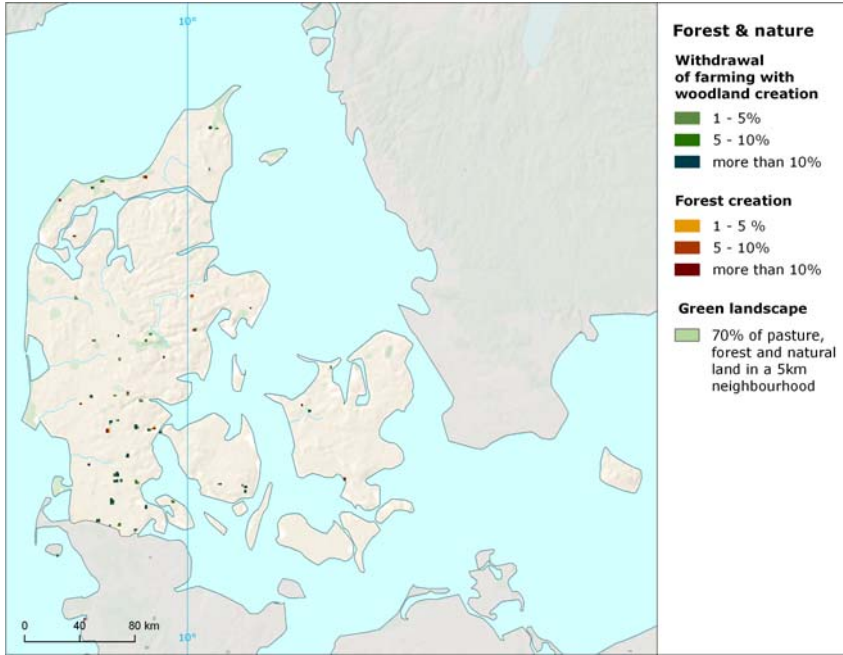 10°
Forest & nature
Withdrawal
of farming with
woodland creation
1 - 5%
5 - 10%
more than 10%
Forest creation
1 - 5 %
5 - 10%
more than 10%
Green landscape
70% of pasture,
forest and natural
land in a 5km
neighbourhood
0 40 80 km
10°